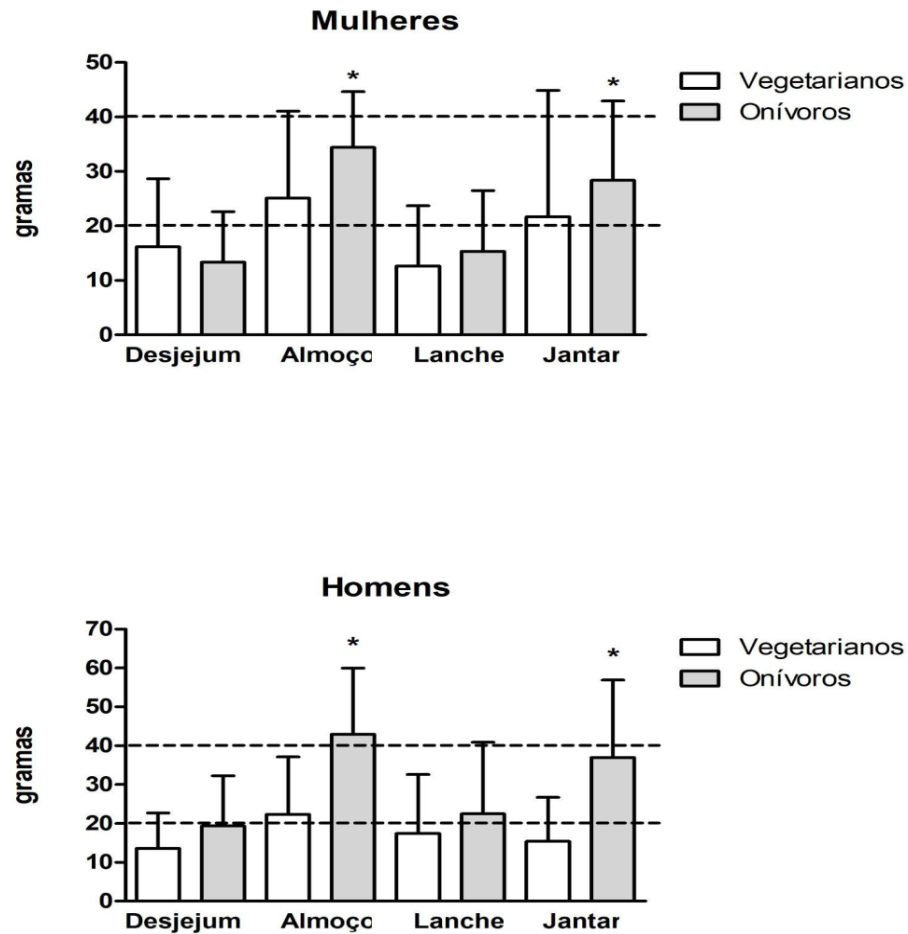 Mulheres
50
40
30
20
10
0
gramas
*
*
Desjejum Almoço Lanche Jantar
Vegetarianos
Onívoros
Homens
70
60
50
40
30
20
10
0
gramas
*
*
Desjejum Almoço Lanche Jantar
Vegetarianos
Onívoros